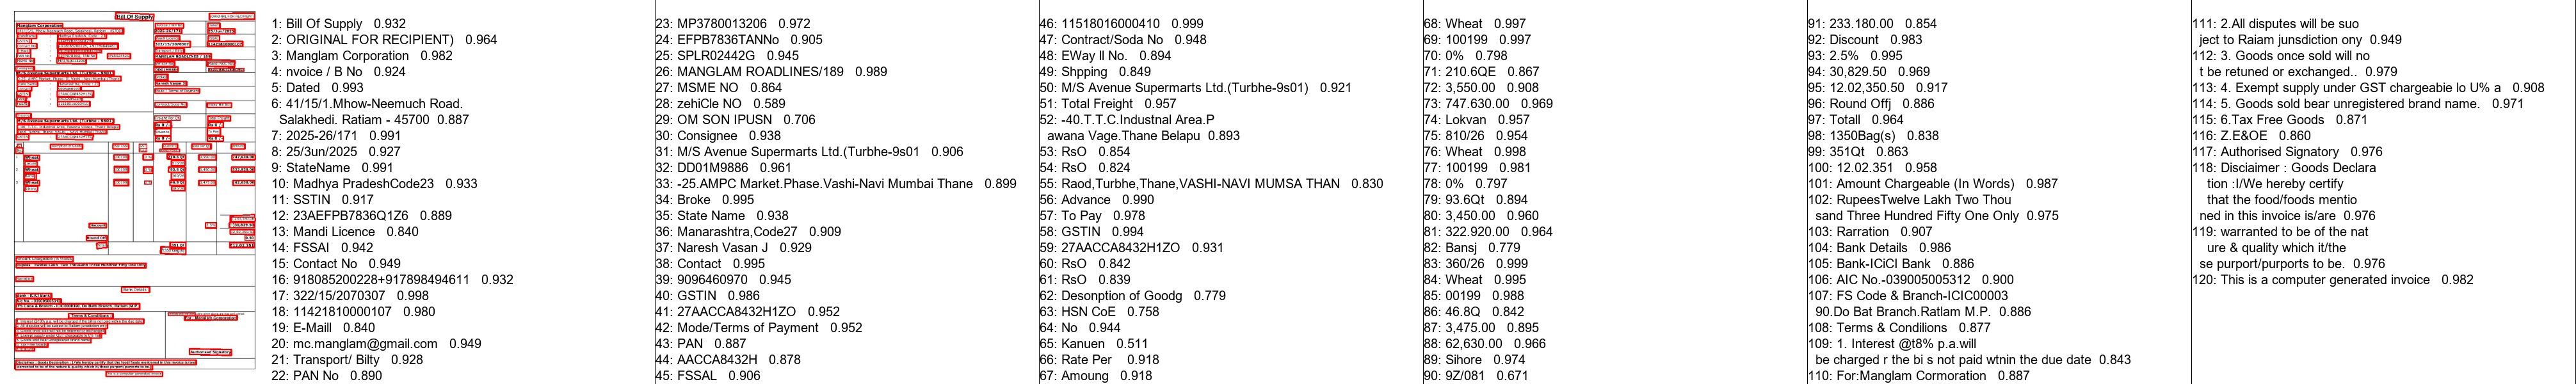 1: Bill Of Supply 0.932
2: ORIGINAL FOR RECIPIENT) 0.964
3: Manglam Corporation 0.982
4: nvoice / B No 0.924
5: Dated 0.993
6: 41/15/1.Mhow-Neemuch Road.
Salakhedi. Ratiam - 45700 0.887
7: 2025-26/171 0.991
8: 25/3un/2025 0.927
9: StateName 0.991
10: Madhya PradeshCode23 0.933
11: SSTIN 0.917
12: 23AEFPB7836Q1Z6 0.889
13: Mandi Licence 0.840
14: FSSAI 0.942
15: Contact No 0.949
16: 918085200228+917898494611 0.932
17: 322/15/2070307 0.998
18: 11421810000107 0.980
19: E-Maill 0.840
20: mc.manglam@gmail.com 0.949
21: Transport/ Bilty 0.928
22: PAN No 0.890
23: MP3780013206 0.972
24: EFPB7836TANNo 0.905
25: SPLR02442G 0.945
26: MANGLAM ROADLINES/189 0.989
27: MSME NO 0.864
28: zehiCle NO 0.589
29: OM SON IPUSN 0.706
30: Consignee 0.938
31: M/S Avenue Supermarts Ltd.(Turbhe-9s01 0.906
32: DD01M9886 0.961
33: -25.AMPC Market.Phase.Vashi-Navi Mumbai Thane 0.899
34: Broke 0.995
35: State Name 0.938
36: Manarashtra,Code27 0.909
37: Naresh Vasan J 0.929
38: Contact 0.995
39: 9096460970 0.945
40: GSTIN 0.986
41: 27AACCA8432H1ZO 0.952
42: Mode/Terms of Payment 0.952
43: PAN 0.887
44: AACCA8432H 0.878
45: FSSAL 0.906
46: 11518016000410 0.999
47: Contract/Soda No 0.948
48: EWay ll No. 0.894
49: Shpping 0.849
50: M/S Avenue Supermarts Ltd.(Turbhe-9s01) 0.921
51: Total Freight 0.957
52: -40.T.T.C.Industnal Area.P
awana Vage.Thane Belapu 0.893
53: RsO 0.854
54: RsO 0.824
55: Raod,Turbhe,Thane,VASHI-NAVI MUMSA THAN 0.830
56: Advance 0.990
57: To Pay 0.978
58: GSTIN 0.994
59: 27AACCA8432H1ZO 0.931
60: RsO 0.842
61: RsO 0.839
62: Desonption of Goodg 0.779
63: HSN CoE 0.758
64: No 0.944
65: Kanuen 0.511
66: Rate Per 0.918
67: Amoung 0.918
68: Wheat 0.997
69: 100199 0.997
70: 0% 0.798
71: 210.6QE 0.867
72: 3,550.00 0.908
73: 747.630.00 0.969
74: Lokvan 0.957
75: 810/26 0.954
76: Wheat 0.998
77: 100199 0.981
78: 0% 0.797
79: 93.6Qt 0.894
80: 3,450.00 0.960
81: 322.920.00 0.964
82: Bansj 0.779
83: 360/26 0.999
84: Wheat 0.995
85: 00199 0.988
86: 46.8Q 0.842
87: 3,475.00 0.895
88: 62,630.00 0.966
89: Sihore 0.974
90: 9Z/081 0.671
91: 233.180.00 0.854
92: Discount 0.983
93: 2.5% 0.995
94: 30,829.50 0.969
95: 12.02,350.50 0.917
96: Round Offj 0.886
97: Totall 0.964
98: 1350Bag(s) 0.838
99: 351Qt 0.863
100: 12.02.351 0.958
101: Amount Chargeable (In Words) 0.987
102: RupeesTwelve Lakh Two Thou
sand Three Hundred Fifty One Only 0.975
103: Rarration 0.907
104: Bank Details 0.986
105: Bank-ICiCI Bank 0.886
106: AIC No.-039005005312 0.900
107: FS Code & Branch-ICIC00003
90.Do Bat Branch.Ratlam M.P. 0.886
108: Terms & Condilions 0.877
109: 1. Interest @t8% p.a.will
be charged r the bi s not paid wtnin the due date 0.843
110: For:Manglam Cormoration 0.887
111: 2.All disputes will be suo
ject to Raiam junsdiction ony 0.949
112: 3. Goods once sold will no
t be retuned or exchanged.. 0.979
113: 4. Exempt supply under GST chargeabie lo U% a 0.908
114: 5. Goods sold bear unregistered brand name. 0.971
115: 6.Tax Free Goods 0.871
116: Z.E&OE 0.860
117: Authorised Signatory 0.976
118: Disclaimer : Goods Declara
tion :I/We hereby certify
that the food/foods mentio
ned in this invoice is/are 0.976
119: warranted to be of the nat
ure & quality which it/the
se purport/purports to be. 0.976
120: This is a computer generated invoice 0.982